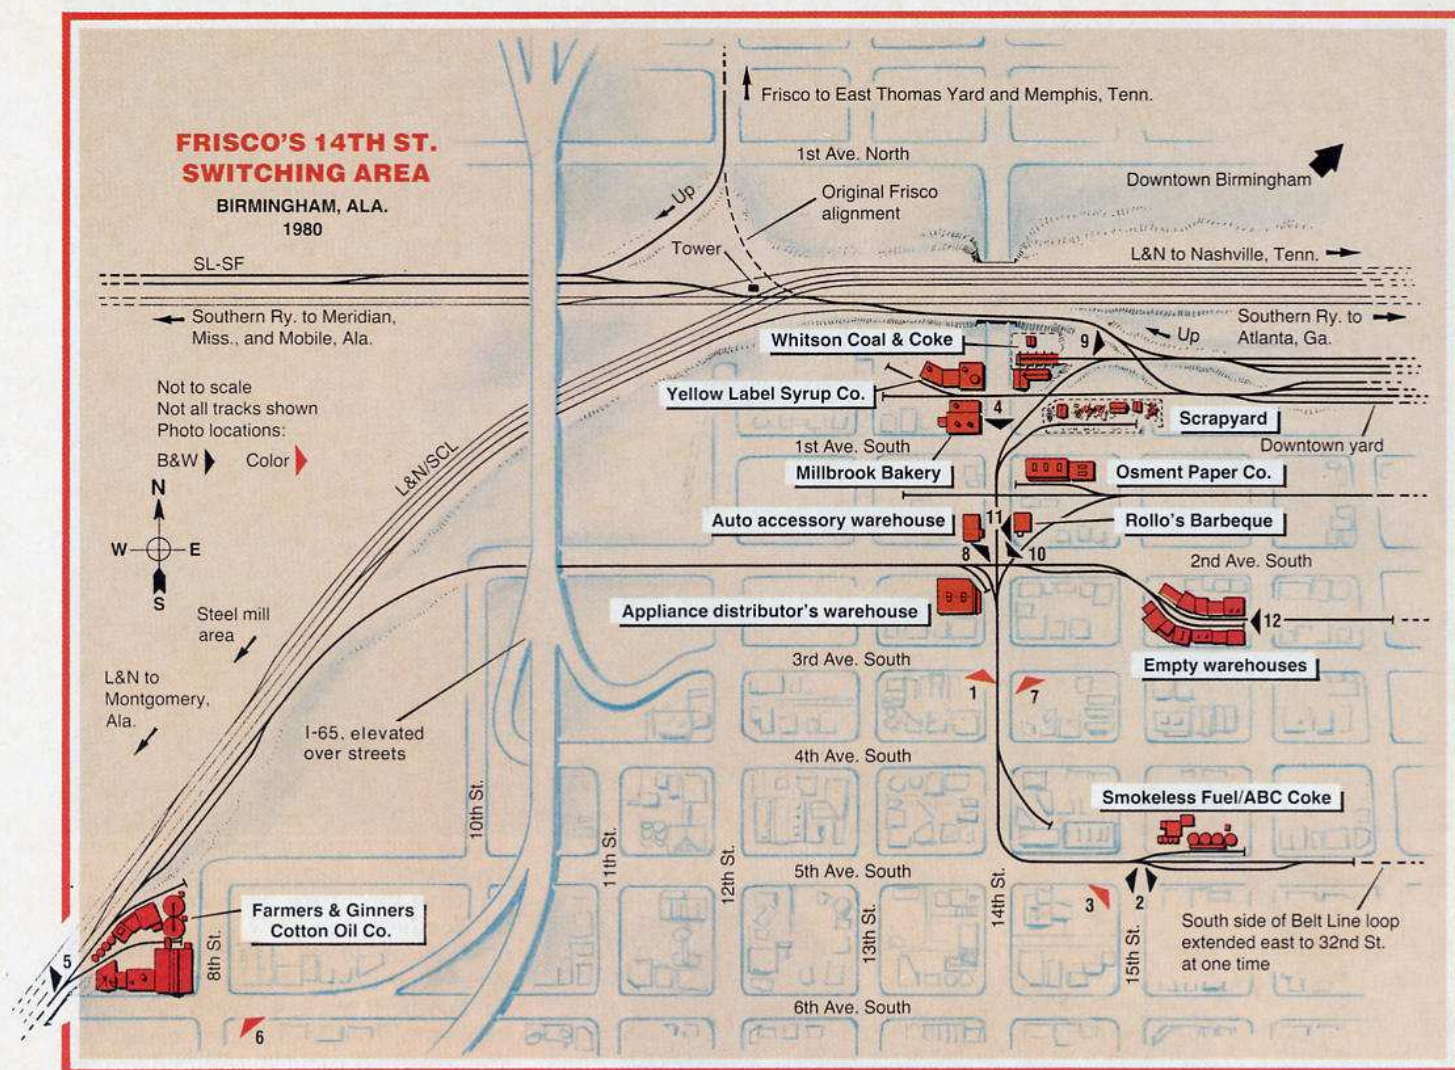 Frisco to East Thomas Yard and Memphis, Tenn.
FRISCO'S 14TH ST.
SWITCHING AREA
BIRMINGHAM, ALA.
1980
1st Ave. North
Downtown Birmingham
Up
Original Frisco
alignment
Tower
L&N to Nashville, Tenn.
SL-SF
Southern Ry. to Meridian,
Miss., and Mobile, Ala.
Southern Ry. to
Atlanta, Ga.
Up
9
Whitson Coal & Coke
Yellow Label Syrup Co.
4
Not to scale
Not all tracks shown
Photo locations:
B&W
Color
Scrapyard
Downtown yard
1st Ave. South
Millbrook Bakery
Osment Paper Co.
L&N/SCL
N
W
E
S
Auto accessory warehouse
11
Rollo's Barbeque
8
10
2nd Ave. South
Appliance distributor's warehouse
12
Steel mill
area
3rd Ave. South
Empty warehouses
L&N to
Montgomery,
Ala.
1
7
I-65. elevated
over streets
4th Ave. South
10th St.
11th St.
12th St.
Smokeless Fuel/ABC Coke
5th Ave. South
14th St.
13th St.
15th St.
8th St.
3
2
Farmers & Ginners
Cotton Oil Co.
South side of Belt Line loop
extended east to 32nd St.
at one time
5
6th Ave. South
6